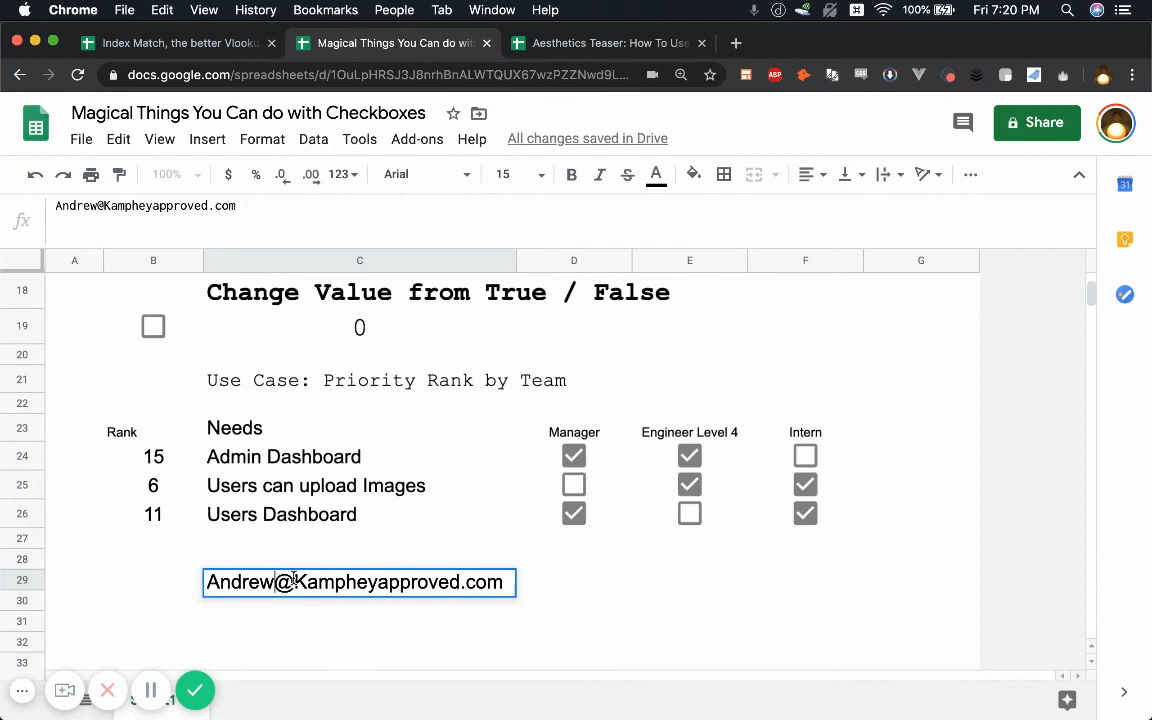 Chrome File Edit View History Bookmarks People Tab Window Help 100% Fri 7:20 PM
Index Match, the better Vlooku Magical Things You Can do wit Aesthetics Teaser: How To Use
docs.google.com/spreadsheets/d/1OuLpHRSJ3J8nrhBnALWTQUX67wzPZZNwd9L...
Magical Things You Can do with Checkboxes
Share
File Edit View Insert Format Data Tools Add-ons Help All changes saved in Drive
100% $ % .0 .00 123 Arial 15 B I S A
fx Andrew@Kampheyapproved.com
A B C D E F G
18 Change Value from True / False
19 0
20
21 Use Case: Priority Rank by Team
22
23 Rank Needs Manager Engineer Level 4 Intern
24 15 Admin Dashboard
25 6 Users can upload Images
26 11 Users Dashboard
27
28
29 Andrew@Kampheyapproved.com
30
31
32
33